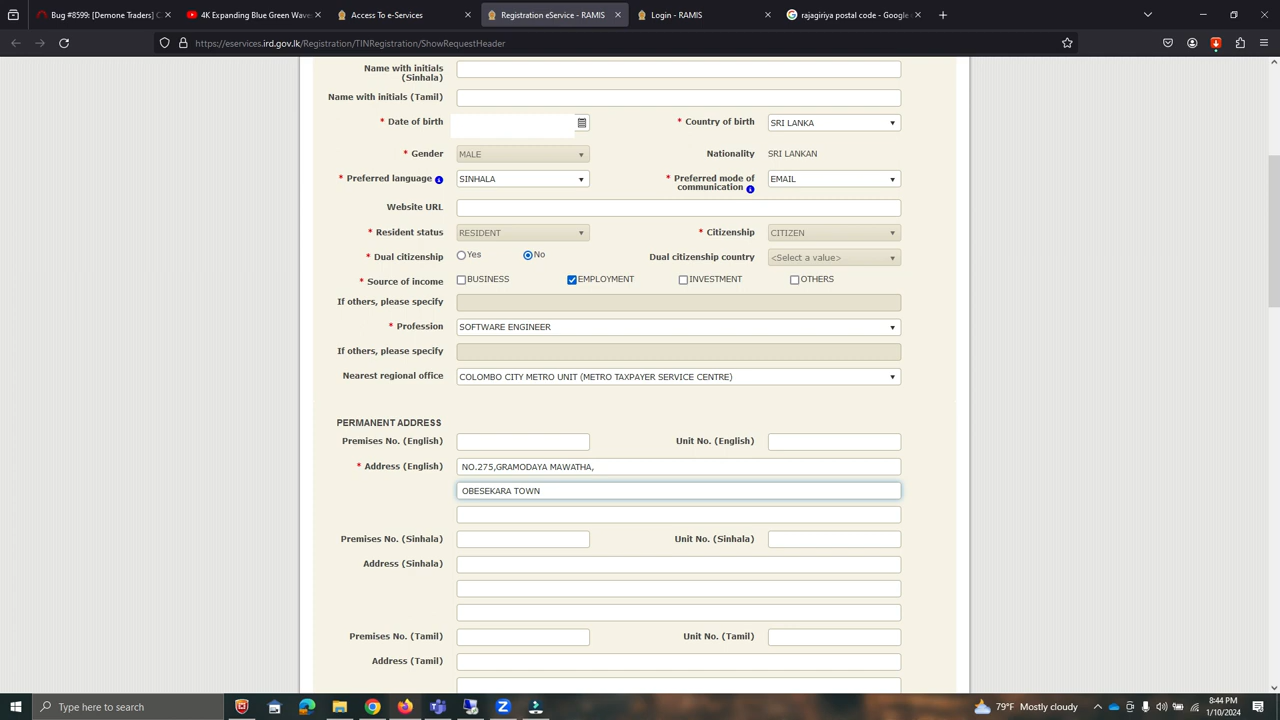 Bug #8599: [Demo Traders] C
4K Expanding Blue Green Waves
Registration eService - RAMIS
Login - RAMIS
rajagiriya postal code - Google
https://eservices.ird.gov.lk/Registration/TINRegistration/ShowRequestHeader
Name with initials
(Sinhala)
Name with initials (Tamil)
* Date of birth
* Country of birth SRI LANKA
* Gender MALE
Nationality SRI LANKAN
* Preferred language SINHALA
* Preferred mode of
communication EMAIL
Website URL
* Resident status RESIDENT
* Citizenship CITIZEN
* Dual citizenship Yes No
Dual citizenship country <Select a value>
* Source of income BUSINESS EMPLOYMENT INVESTMENT OTHERS
If others, please specify
* Profession SOFTWARE ENGINEER
If others, please specify
Nearest regional office COLOMBO CITY METRO UNIT (METRO TAXPAYER SERVICE CENTRE)
PERMANENT ADDRESS
Premises No. (English) Unit No. (English)
* Address (English) NO.275,GRAMODAYA MAWATHA,
OBESEKARA TOWN
Premises No. (Sinhala) Unit No. (Sinhala)
Address (Sinhala)
Premises No. (Tamil) Unit No. (Tamil)
Address (Tamil)
Type here to search
79°F Mostly cloudy
8:44 PM
1/10/2024